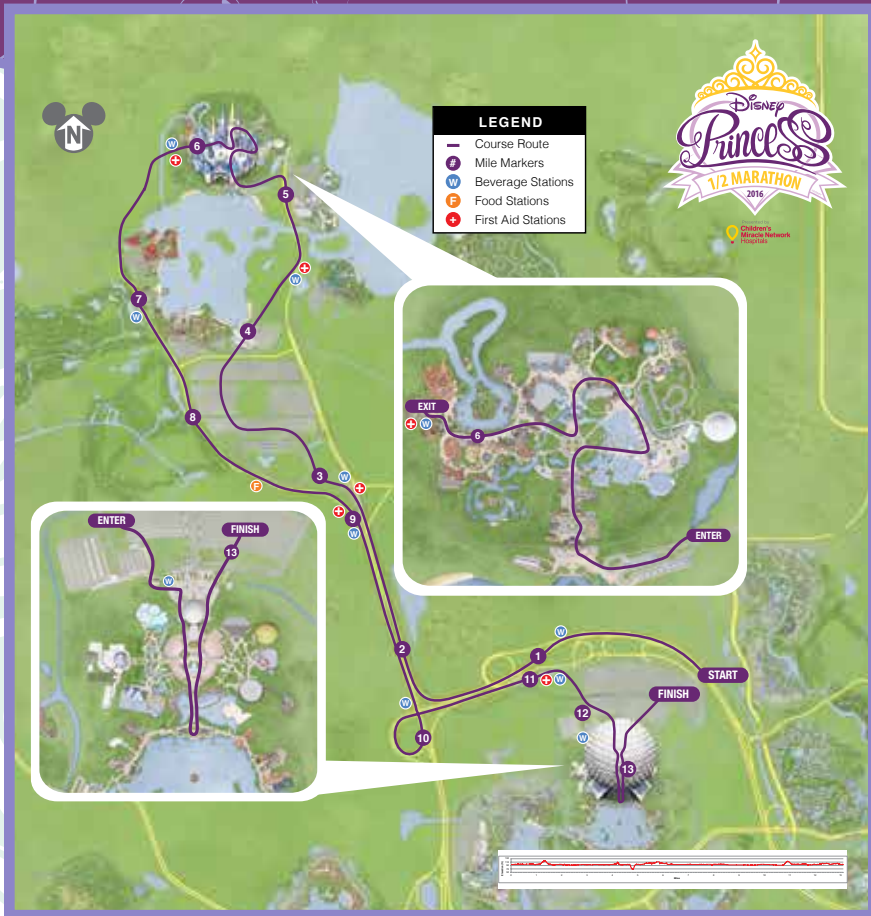 N
DISNEY
PRINCESS
1/2 MARATHON
2016
Children's
Miracle Network
Hospitals
LEGEND
Course Route
# Mile Markers
W Beverage Stations
F Food Stations
+ First Aid Stations
W
6
+
5
+
W
7
W
4
8
3
W
+
F
+
9
W
EXIT
+ W
6
ENTER
ENTER
FINISH
13
W
2
W
1
START
11
+ W
FINISH
12
W
W
10
13